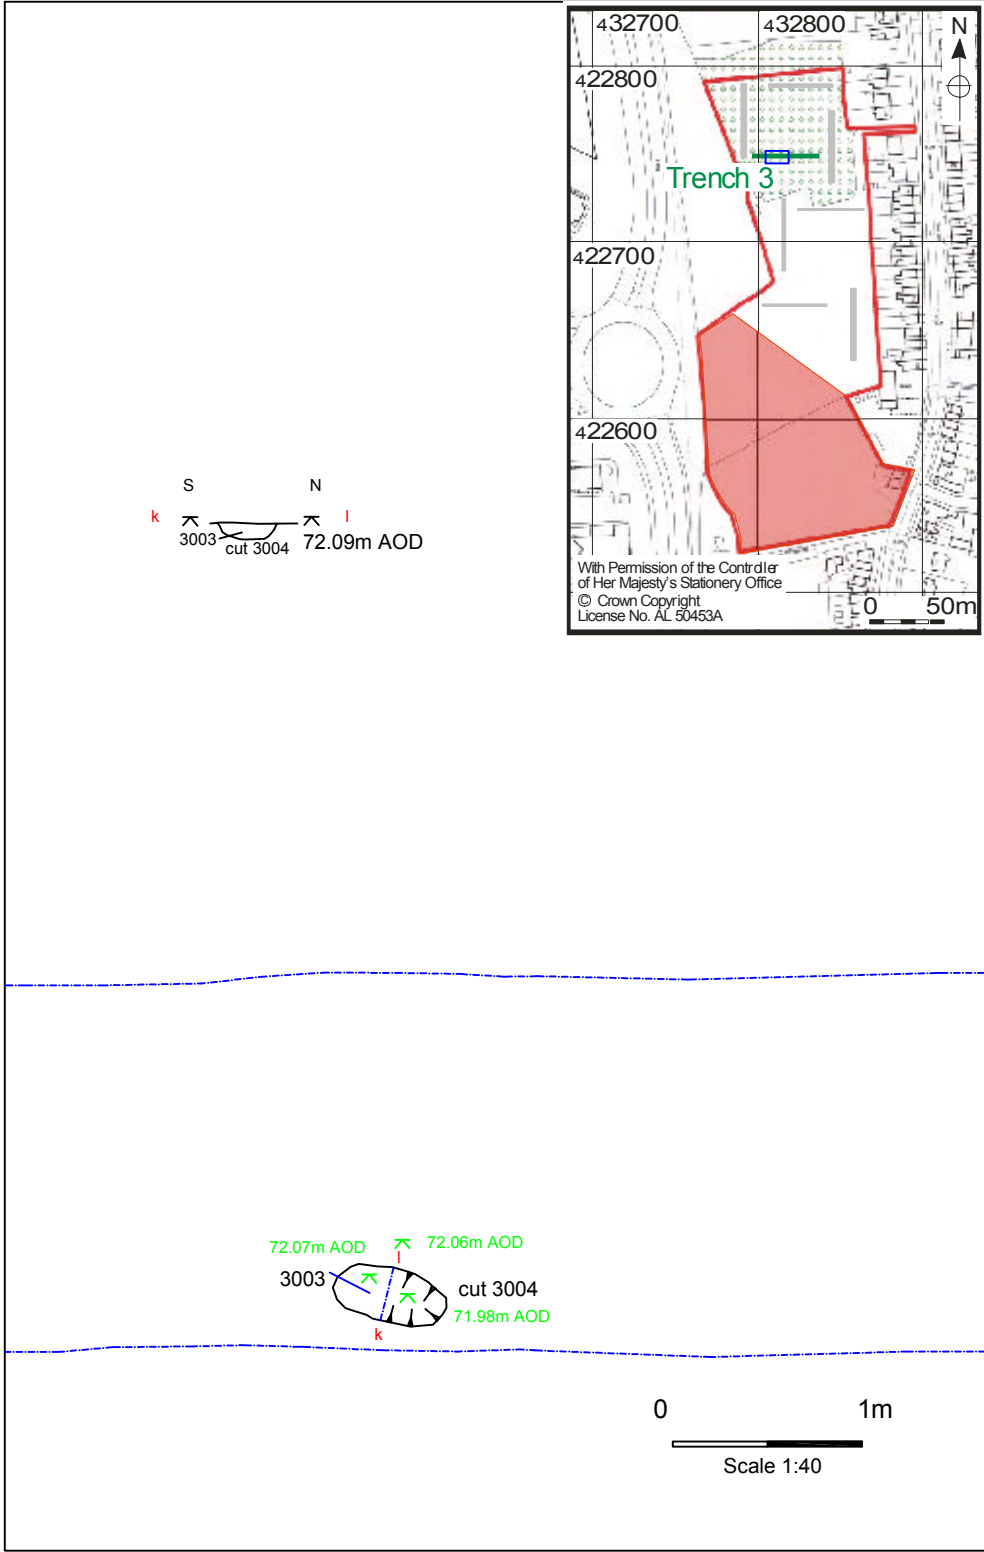 432700
432800
N
422800
Trench 3
422700
422600
With Permission of the Controller
of Her Majesty's Stationery Office
© Crown Copyright
License No. AL 50453A
0 50m
S N
k l
3003
cut 3004
72.09m AOD
72.07m AOD
72.06m AOD
l
3003
cut 3004
71.98m AOD
k
0 1m
Scale 1:40